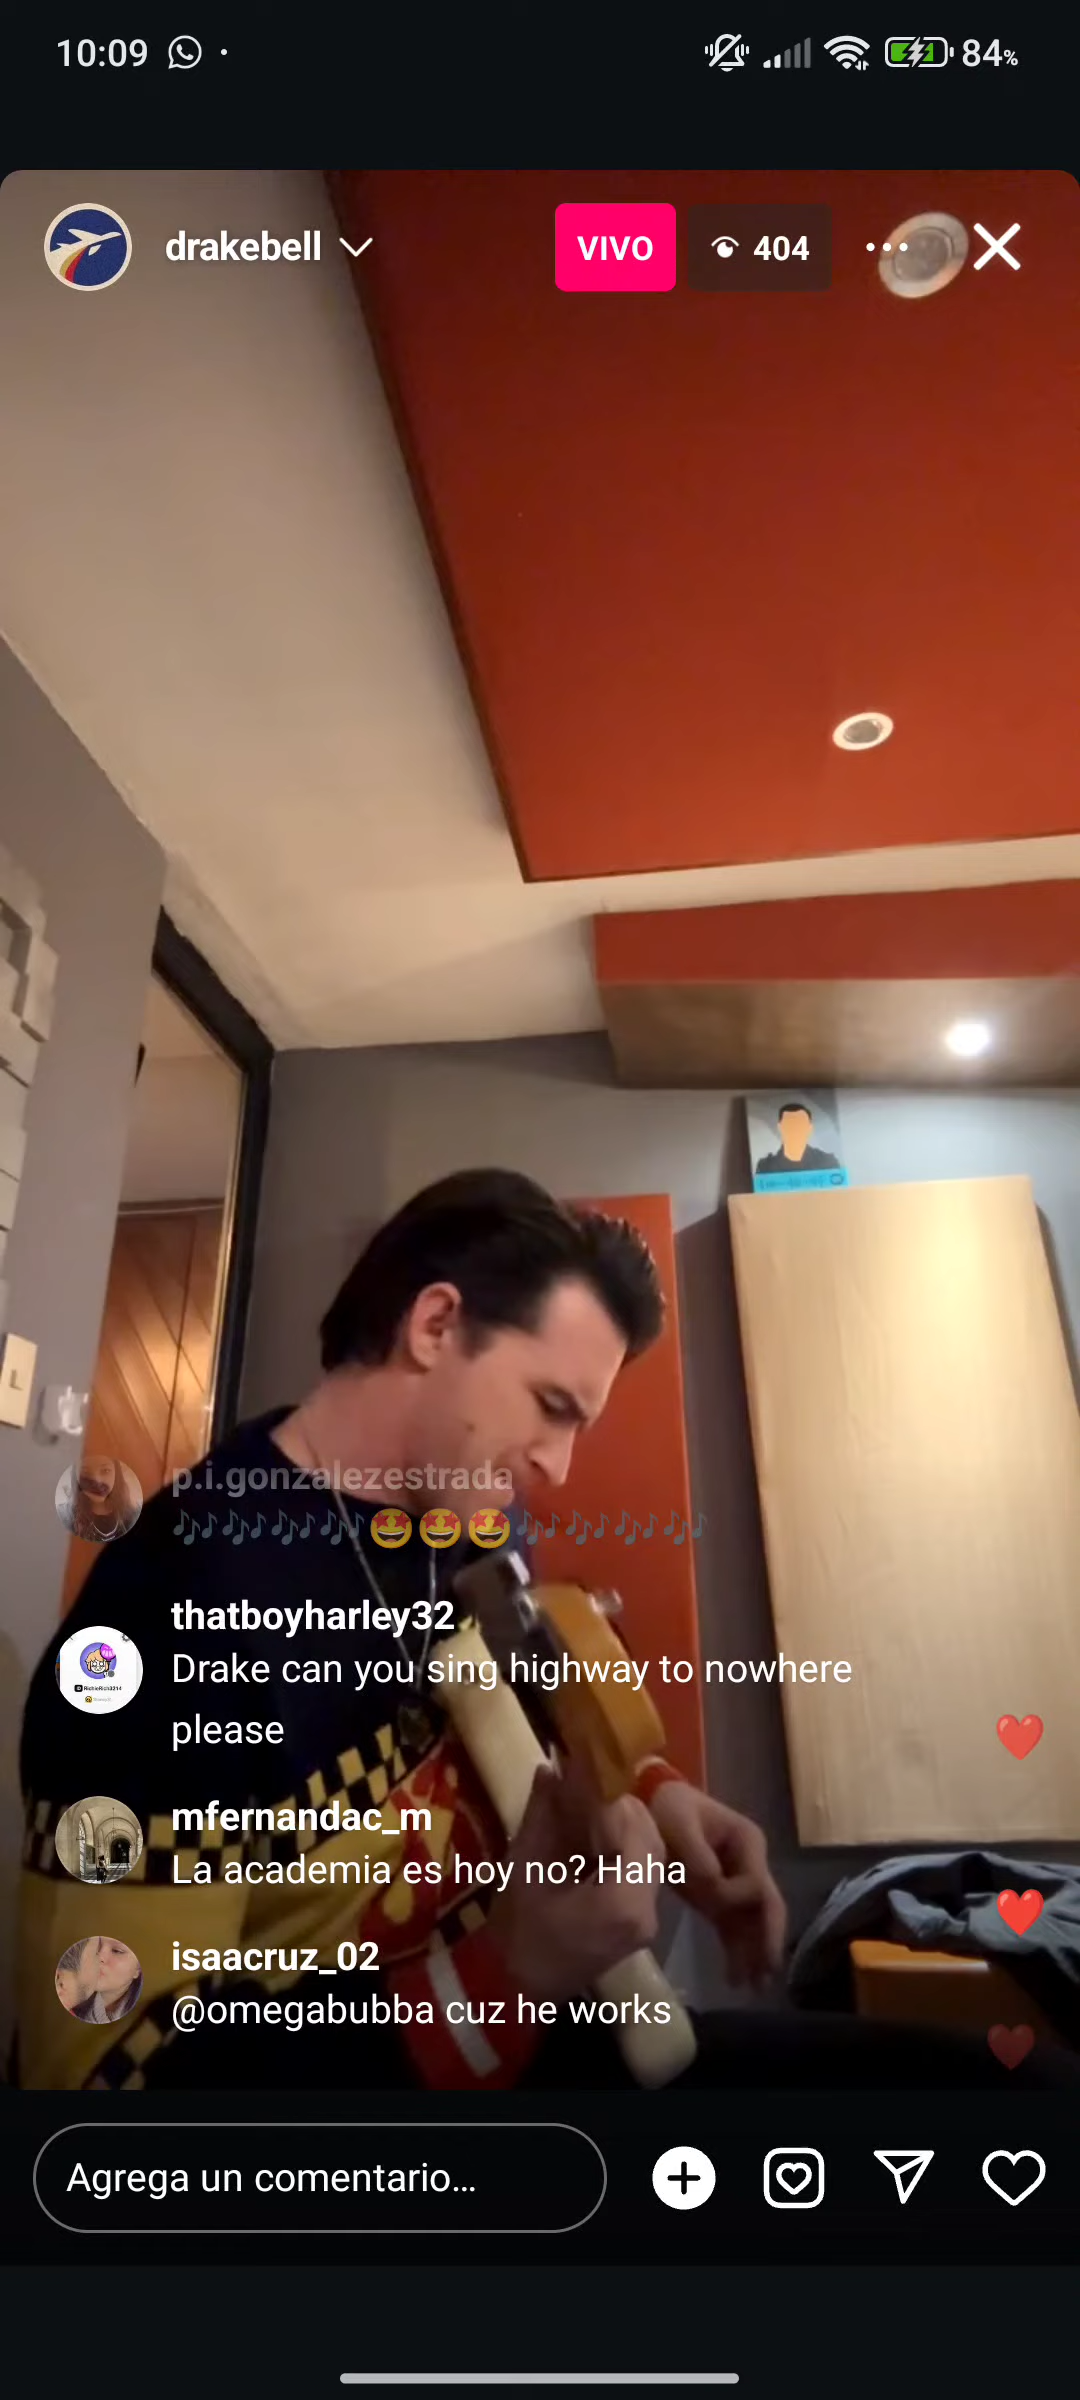 10:09
84%
drakebell
VIVO
404
p.i.gonzalezestrada
🎶🎶🎶🎶🤩🤩🤩🎶🎶🎶🎶
thatboyharley32
Drake can you sing highway to nowhere
please
mfernandac_m
La academia es hoy no? Haha
isaacruz_02
@omegabubba cuz he works
Agrega un comentario...